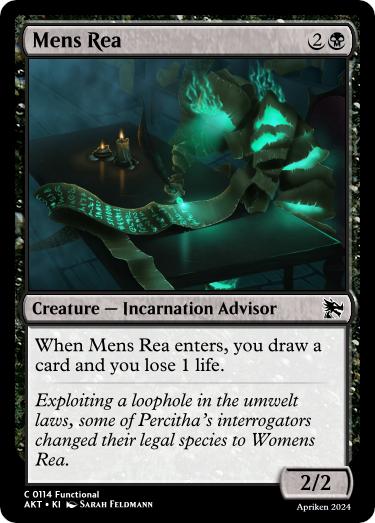 Mens Rea 2
Creature — Incarnation Advisor
When Mens Rea enters, you draw a
card and you lose 1 life.
Exploiting a loophole in the umwelt
laws, some of Percitha's interrogators
changed their legal species to Womens
Rea.
2/2
C 0114 Functional
AKT • KI SARAH FELDMANN
Apriken 2024